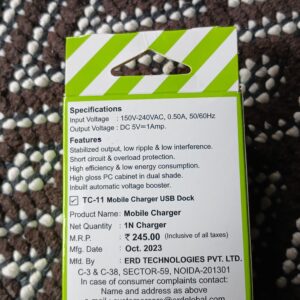 Specifications
Input Voltage : 150V-240VAC, 0.50A, 50/60Hz
Output Voltage : DC 5V⎓1Amp.
Features
Stabilized output, low ripple & low interference.
Short circuit & overload protection.
High efficiency & low energy consumption.
High gloss PC cabinet in dual shade.
Inbuilt automatic voltage booster.
☑ TC-11 Mobile Charger USB Dock
Product Name : Mobile Charger
Net Quantity : 1N Charger
M.R.P. : ₹ 245.00 (Inclusive of all taxes)
Mfg. Date : Oct. 2023
Mfd. By : ERD TECHNOLOGIES PVT. LTD.
C-3 & C-38, SECTOR-59, NOIDA-201301
In case of consumer complaints contact:
Name and address as above